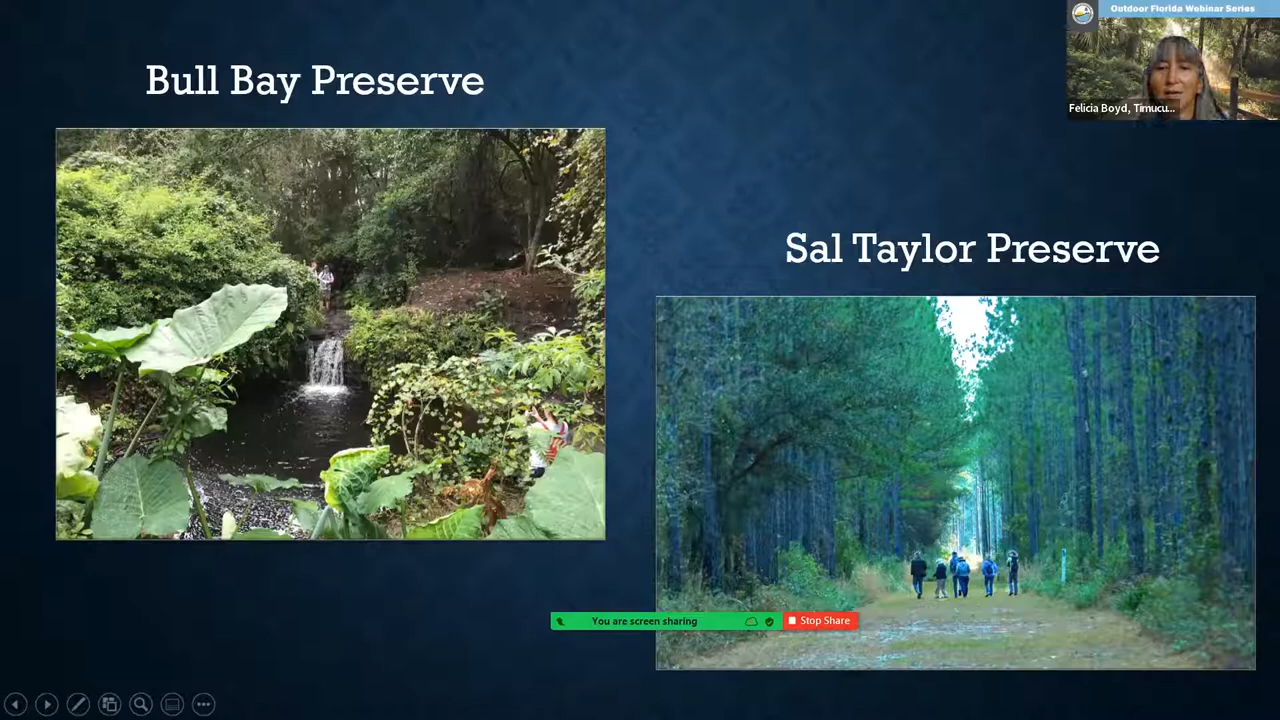 Outdoor Florida Webinar Series
Bull Bay Preserve
Felicia Boyd, Timucu...
Sal Taylor Preserve
You are screen sharing
Stop Share